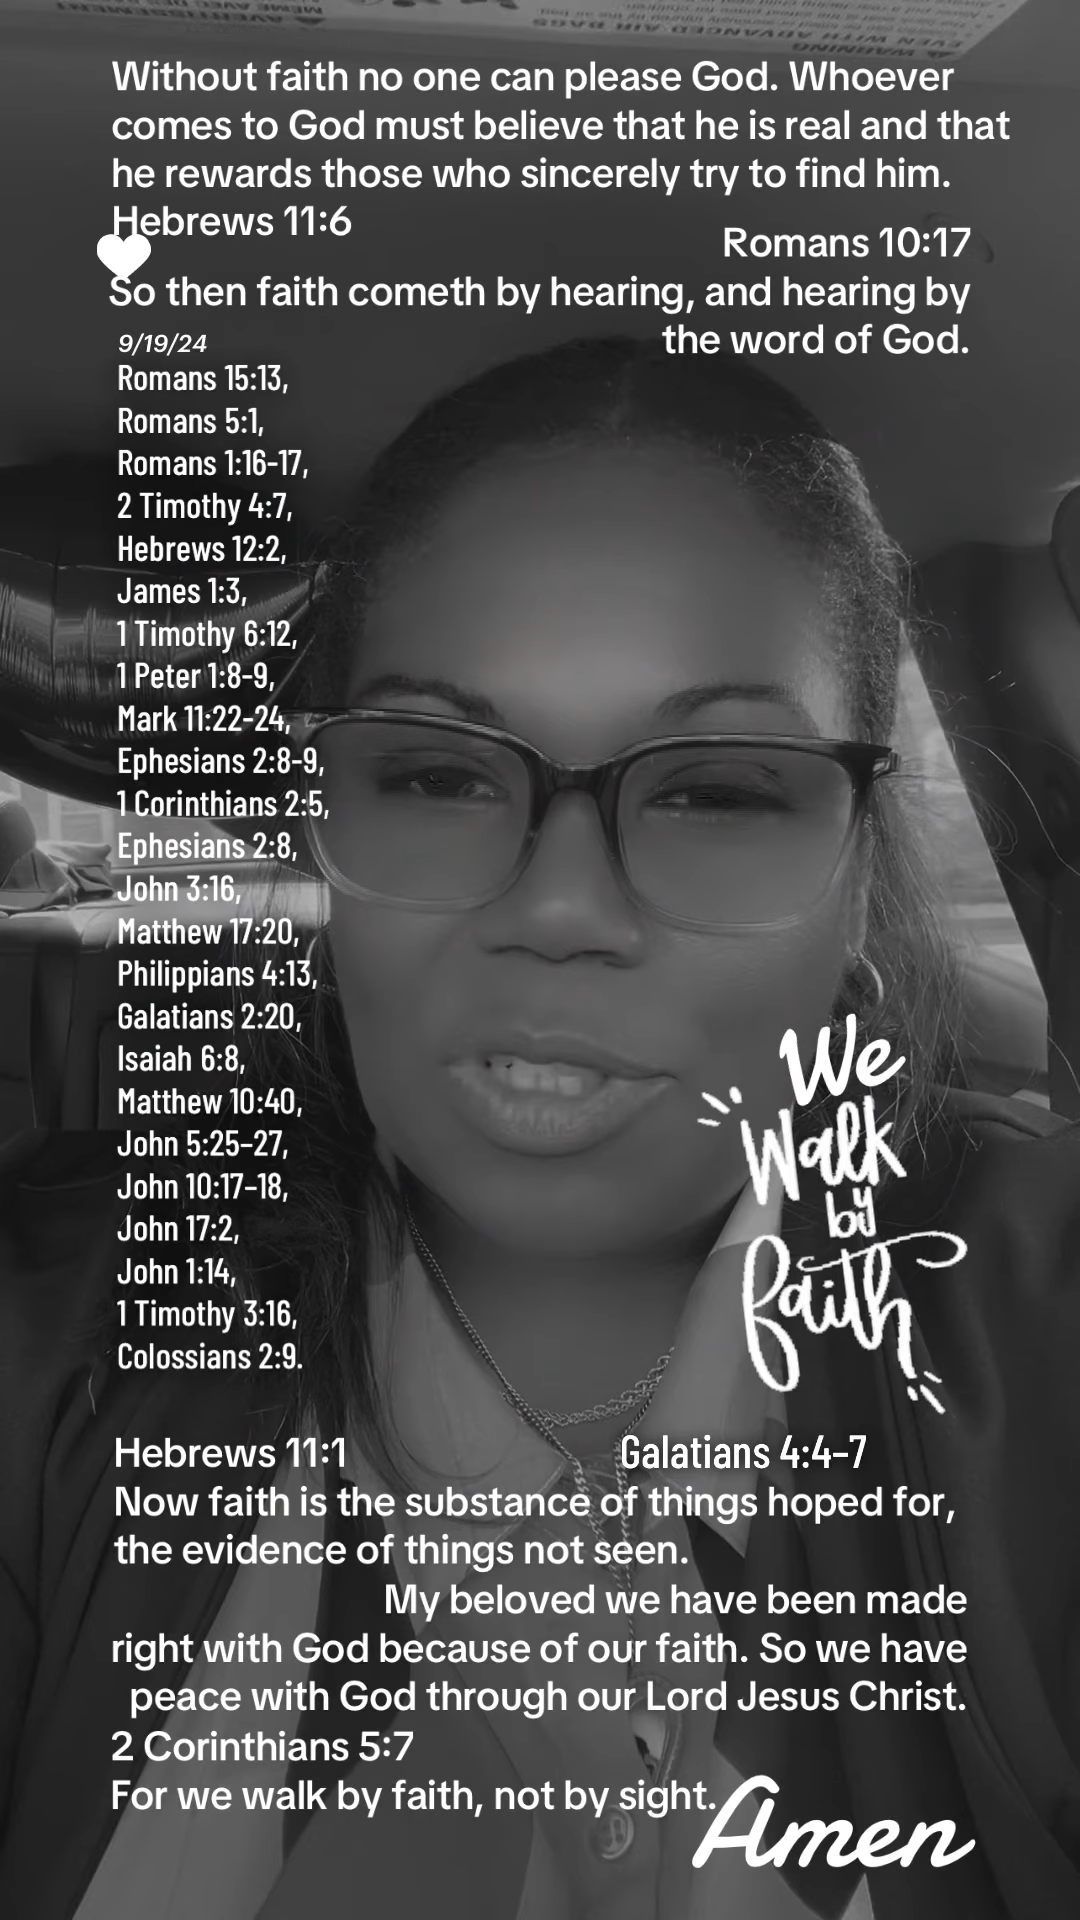 WARNING
EVEN WITH ADVANCED AIR BAGS
Without faith no one can please God. Whoever
comes to God must believe that he is real and that
he rewards those who sincerely try to find him.
Hebrews 11:6
Romans 10:17
So then faith cometh by hearing, and hearing by
the word of God.
9/19/24
Romans 15:13,
Romans 5:1,
Romans 1:16-17,
2 Timothy 4:7,
Hebrews 12:2,
James 1:3,
1 Timothy 6:12,
1 Peter 1:8-9,
Mark 11:22-24,
Ephesians 2:8-9,
1 Corinthians 2:5,
Ephesians 2:8,
John 3:16,
Matthew 17:20,
Philippians 4:13,
Galatians 2:20,
Isaiah 6:8,
Matthew 10:40,
John 5:25–27,
John 10:17–18,
John 17:2,
John 1:14,
1 Timothy 3:16,
Colossians 2:9.
We
Walk
by
faith
Hebrews 11:1
Galatians 4:4–7
Now faith is the substance of things hoped for,
the evidence of things not seen.
My beloved we have been made
right with God because of our faith. So we have
peace with God through our Lord Jesus Christ.
2 Corinthians 5:7
For we walk by faith, not by sight.
Amen